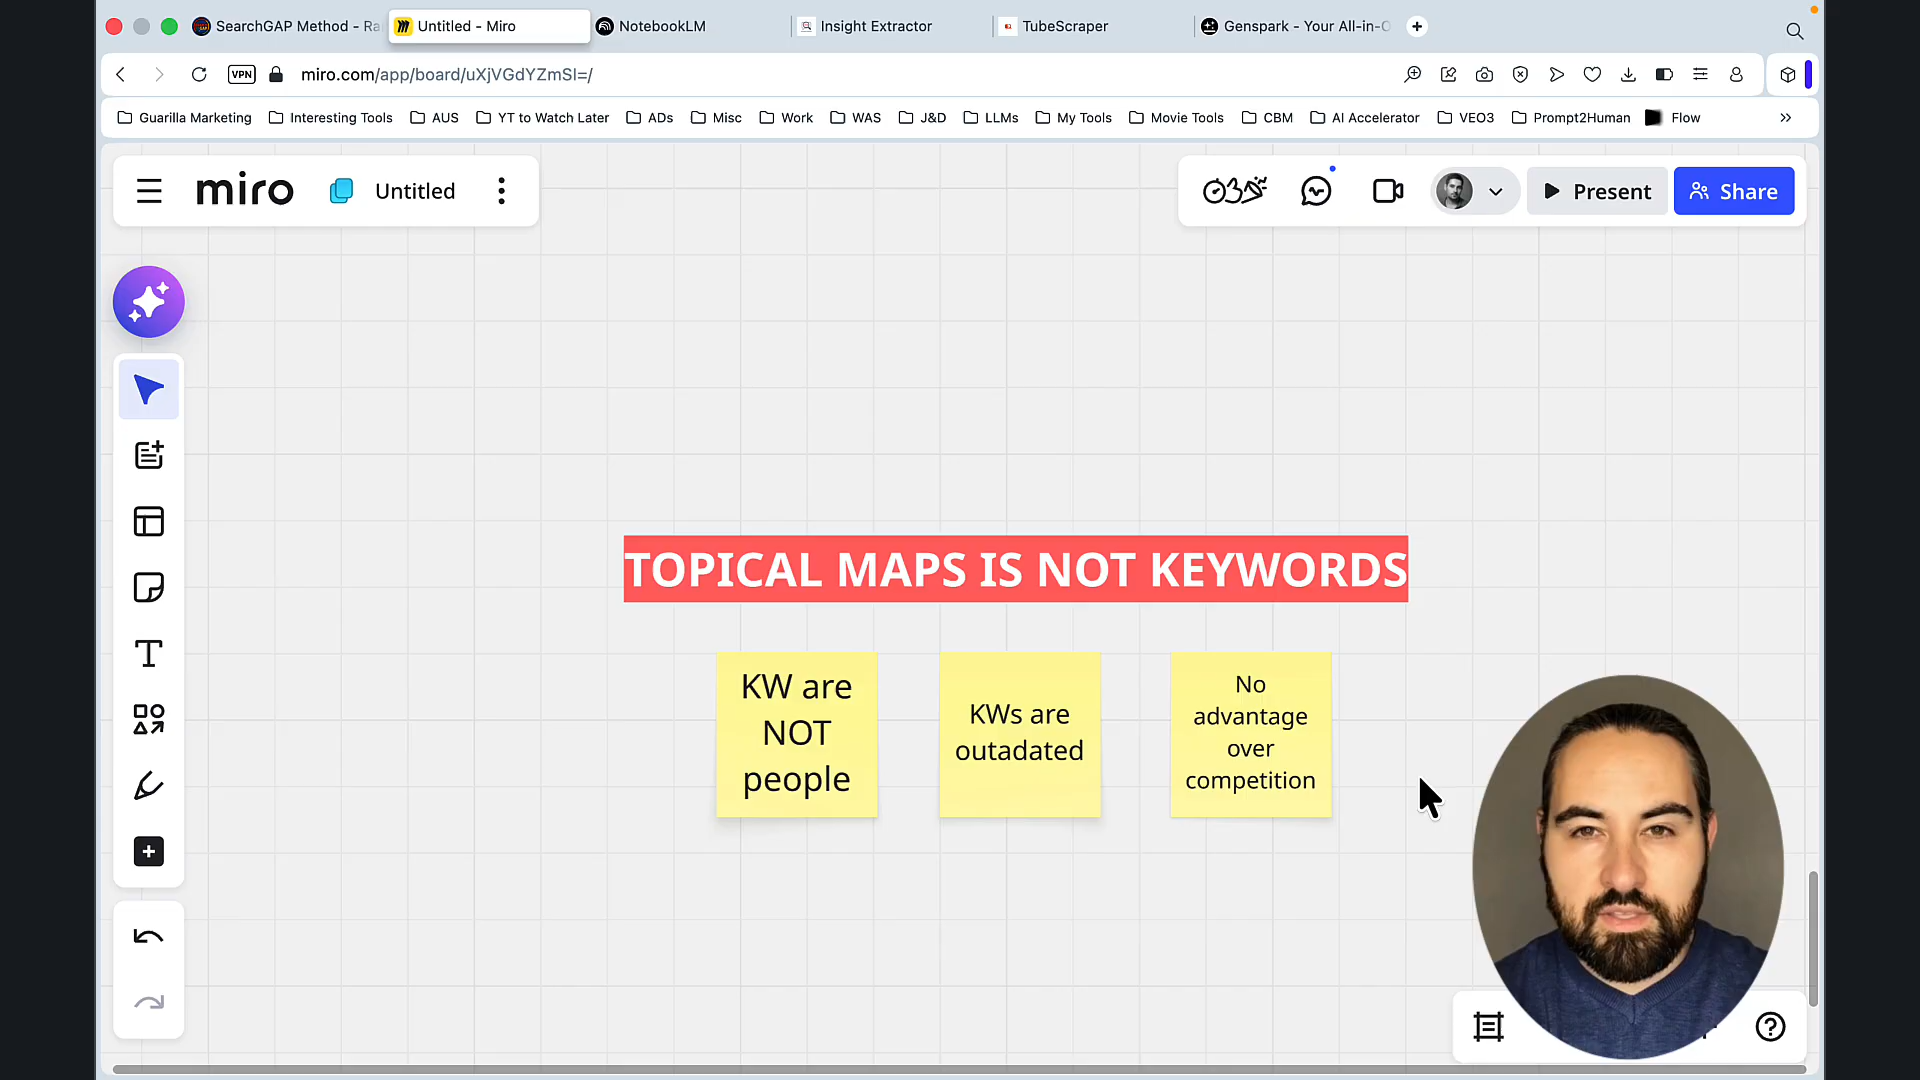 SearchGAP Method - Ra
Untitled - Miro
NotebookLM
Insight Extractor
TubeScraper
Genspark - Your All-in-O
VPN
miro.com/app/board/uXjVGdYZmSI=/
Guarilla Marketing
Interesting Tools
AUS
YT to Watch Later
ADs
Misc
Work
WAS
J&D
LLMs
My Tools
Movie Tools
CBM
AI Accelerator
VEO3
Prompt2Human
Flow
miro
Untitled
Present
Share
TOPICAL MAPS IS NOT KEYWORDS
KW are
NOT
people
KWs are
outadated
No
advantage
over
competition